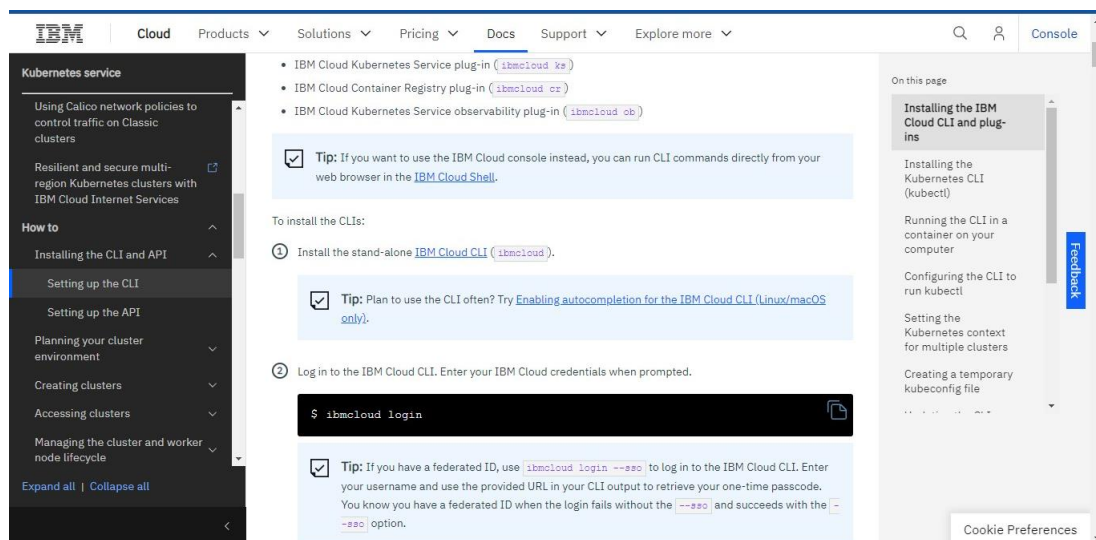 IBM Cloud Products Solutions Pricing Docs Support Explore more Console
Kubernetes service
Using Calico network policies to
control traffic on Classic
clusters
Resilient and secure multi-
region Kubernetes clusters with
IBM Cloud Internet Services
How to
Installing the CLI and API
Setting up the CLI
Setting up the API
Planning your cluster
environment
Creating clusters
Accessing clusters
Managing the cluster and worker
node lifecycle
Expand all | Collapse all
• IBM Cloud Kubernetes Service plug-in (ibmcloud ks)
• IBM Cloud Container Registry plug-in (ibmcloud cr)
• IBM Cloud Kubernetes Service observability plug-in (ibmcloud ob)
Tip: If you want to use the IBM Cloud console instead, you can run CLI commands directly from your
web browser in the IBM Cloud Shell.
To install the CLIs:
1 Install the stand-alone IBM Cloud CLI (ibmcloud).
Tip: Plan to use the CLI often? Try Enabling autocompletion for the IBM Cloud CLI (Linux/macOS
only).
2 Log in to the IBM Cloud CLI. Enter your IBM Cloud credentials when prompted.
$ ibmcloud login
Tip: If you have a federated ID, use ibmcloud login --sso to log in to the IBM Cloud CLI. Enter
your username and use the provided URL in your CLI output to retrieve your one-time passcode.
You know you have a federated ID when the login fails without the --sso and succeeds with the -
-sso option.
On this page
Installing the IBM
Cloud CLI and plug-
ins
Installing the
Kubernetes CLI
(kubectl)
Running the CLI in a
container on your
computer
Configuring the CLI to
run kubectl
Setting the
Kubernetes context
for multiple clusters
Creating a temporary
kubeconfig file
Feedback
Cookie Preferences